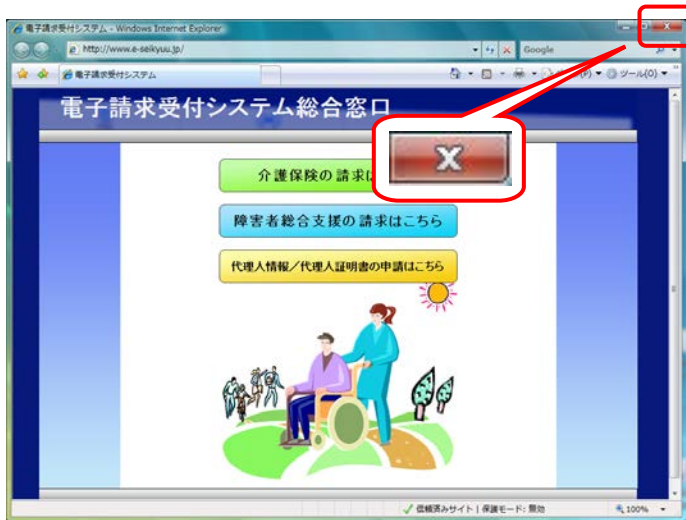 電子請求受付システム - Windows Internet Explorer
http://www.e-seikyuu.jp/
Google
電子請求受付システム
ツール(O)
電子請求受付システム総合窓口
介護保険の請求は
X
障害者総合支援の請求はこちら
代理人情報／代理人証明書の申請はこちら
信頼済みサイト | 保護モード: 無効
100%